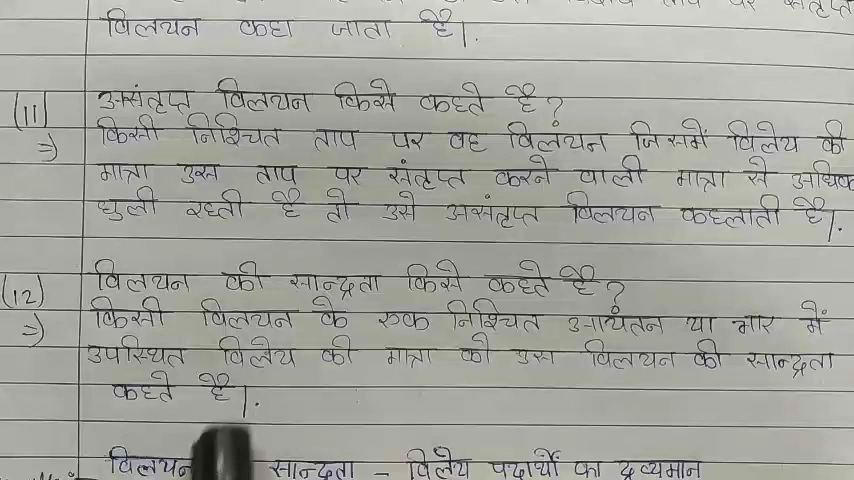 ताप पर संतृप्त
विलयन कहा जाता है।
(11) असंतृप्त विलयन किसे कहते है?
⇒ किसी निश्चित ताप पर वह विलयन जिसमें विलेय की
मात्रा उस ताप पर संतृप्त करने वाली मात्रा से अधिक
घुली रहती है तो उसे असंतृप्त विलयन कहलाती है।
(12) विलयन की सान्द्रता किसे कहते है?
⇒ किसी विलयन के एक निश्चित आयतन या भार में
उपस्थित विलेय की मात्रा को उस विलयन की सान्द्रता
कहते है।
विलयन सान्द्रता – विलेय पदार्थो का द्रव्यमान